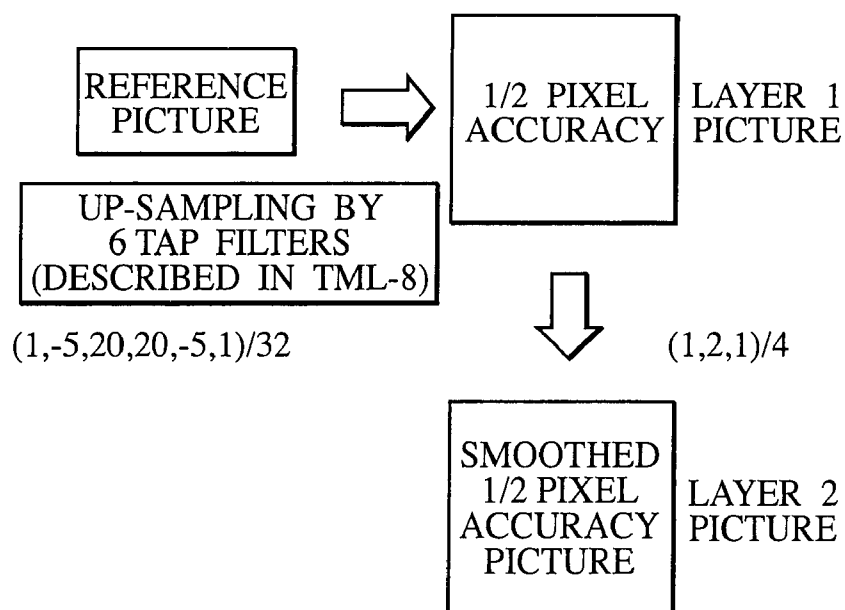 REFERENCE
PICTURE
1/2 PIXEL
ACCURACY
LAYER 1
PICTURE
UP-SAMPLING BY
6 TAP FILTERS
(DESCRIBED IN TML-8)
(1,-5,20,20,-5,1)/32
(1,2,1)/4
SMOOTHED
1/2 PIXEL
ACCURACY
PICTURE
LAYER 2
PICTURE